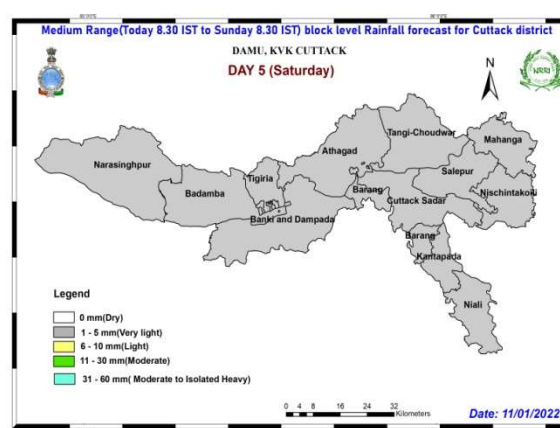 Medium Range(Today 8.30 IST to Sunday 8.30 IST) block level Rainfall forecast for Cuttack district
DAMU, KVK CUTTACK
DAY 5 (Saturday)
N
NRRI
Tangi-Choudwar
Mahanga
Athagad
Narasinghpur
Salepur
Tigiria
Badamba
Barang
Nischintakoili
Cuttack Sadar
Banki and Dampada
Barang
Kantapada
Niali
Legend
0 mm(Dry)
1 - 5 mm(Very light)
6 - 10 mm(Light)
11 - 30 mm(Moderate)
31 - 60 mm( Moderate to Isolated Heavy)
0 4 8 16 24 32
Kilometers
Date: 11/01/2022